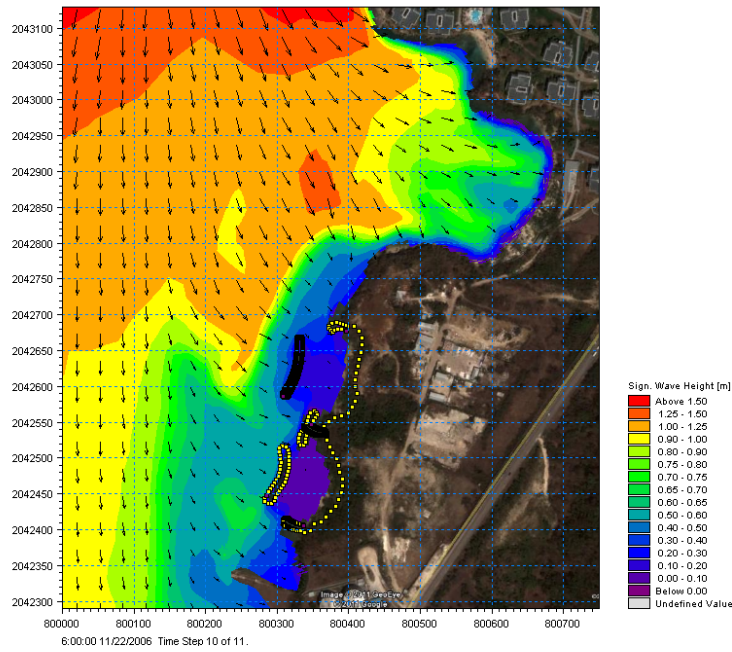 2043100
2043050
2043000
2042950
2042900
2042850
2042800
2042750
2042700
2042650
2042600
2042550
2042500
2042450
2042400
2042350
2042300
800000 800100 800200 800300 800400 800500 800600 800700
6:00:00 11/22/2006 Time Step 10 of 11.
Sign. Wave Height [m]
Above 1.50
1.25 - 1.50
1.00 - 1.25
0.90 - 1.00
0.80 - 0.90
0.75 - 0.80
0.70 - 0.75
0.65 - 0.70
0.60 - 0.65
0.50 - 0.60
0.40 - 0.50
0.30 - 0.40
0.20 - 0.30
0.10 - 0.20
0.00 - 0.10
Below 0.00
Undefined Value